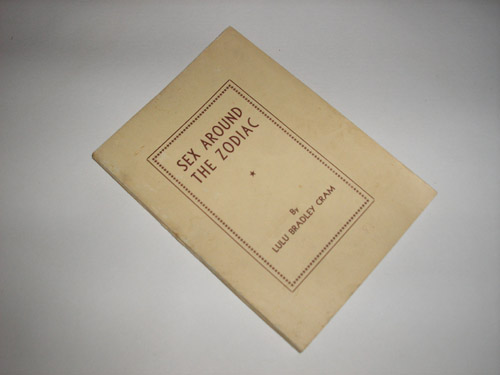 SEX AROUND
THE ZODIAC
By
LULU BRADLEY CRAM